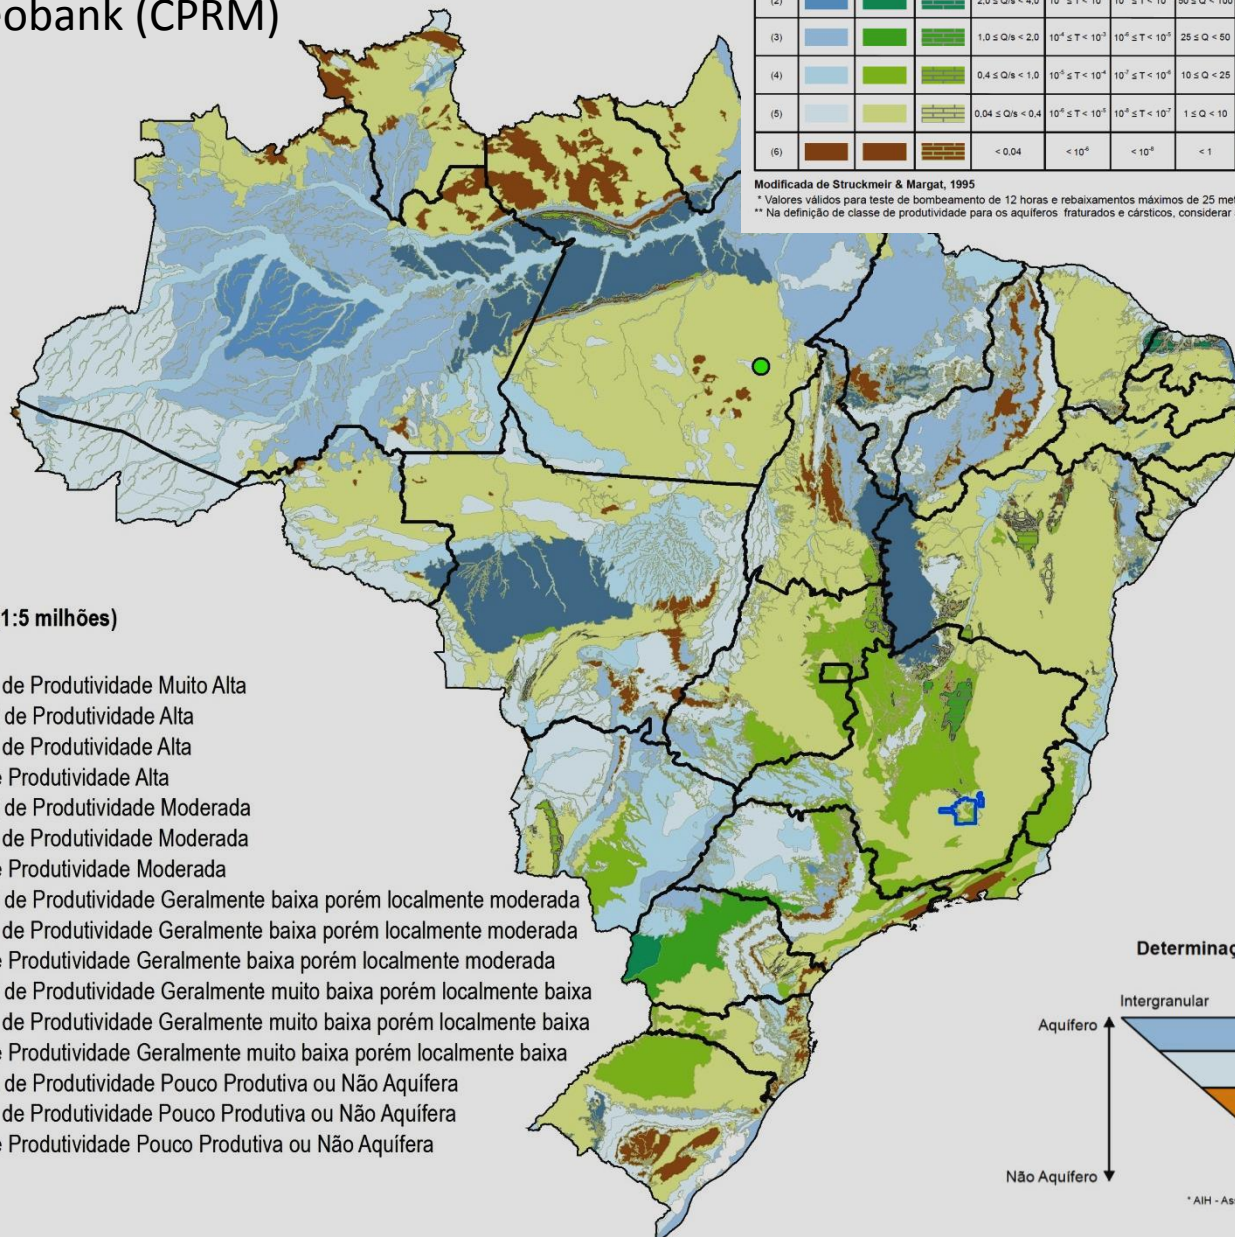 eobank (CPRM)
(2) 2,0 ≤ Q/s < 4,0 50 ≤ Q < 100
(3) 1,0 ≤ Q/s < 2,0 10⁻⁴ ≤ T < 10⁻³ 10⁻⁶ ≤ T < 10⁻⁵ 25 ≤ Q < 50
(4) 0,4 ≤ Q/s < 1,0 10⁻⁵ ≤ T < 10⁻⁴ 10⁻⁷ ≤ T < 10⁻⁶ 10 ≤ Q < 25
(5) 0,04 ≤ Q/s < 0,4 10⁻⁶ ≤ T < 10⁻⁵ 10⁻⁸ ≤ T < 10⁻⁷ 1 ≤ Q < 10
(6) < 0,04 < 10⁻⁶ < 10⁻⁸ < 1
Modificada de Struckmeir & Margat, 1995
* Valores válidos para teste de bombeamento de 12 horas e rebaixamentos máximos de 25 met
** Na definição de classe de produtividade para os aquíferos fraturados e cársticos, considerar
1:5 milhões)
de Produtividade Muito Alta
de Produtividade Alta
de Produtividade Alta
e Produtividade Alta
de Produtividade Moderada
de Produtividade Moderada
e Produtividade Moderada
de Produtividade Geralmente baixa porém localmente moderada
de Produtividade Geralmente baixa porém localmente moderada
e Produtividade Geralmente baixa porém localmente moderada
de Produtividade Geralmente muito baixa porém localmente baixa
de Produtividade Geralmente muito baixa porém localmente baixa
e Produtividade Geralmente muito baixa porém localmente baixa
de Produtividade Pouco Produtiva ou Não Aquífera
de Produtividade Pouco Produtiva ou Não Aquífera
e Produtividade Pouco Produtiva ou Não Aquífera
Determinaç
Intergranular
Aquífero
Não Aquífero
* AIH - As